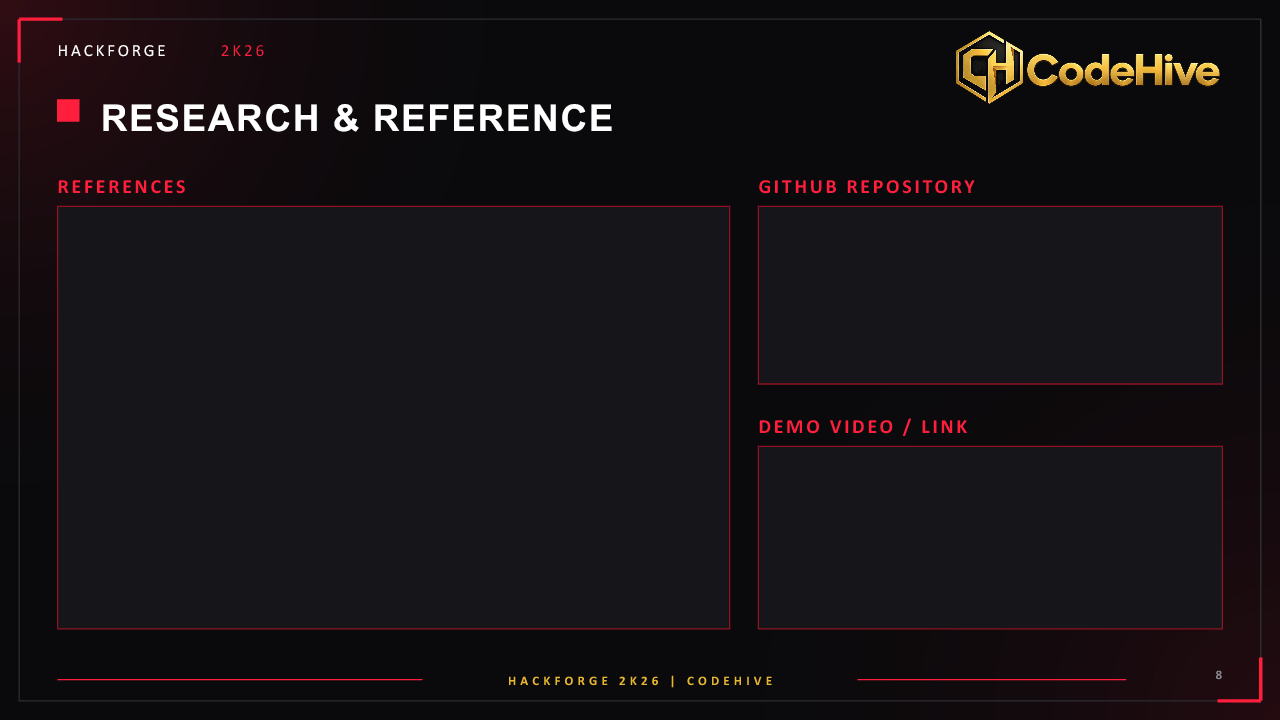 HACKFORGE 2K26
CodeHive
RESEARCH & REFERENCE
REFERENCES
GITHUB REPOSITORY
DEMO VIDEO / LINK
HACKFORGE 2K26 | CODEHIVE
8